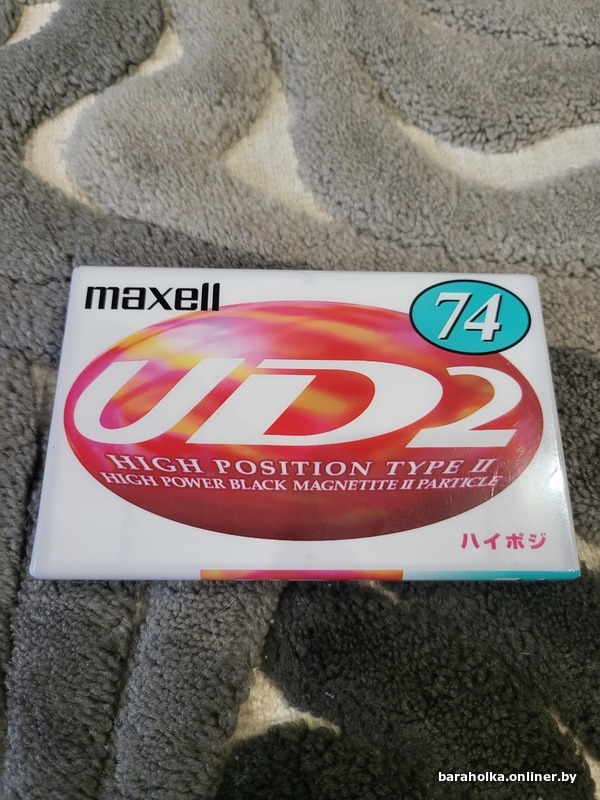 maxell
74
UD2
HIGH POSITION TYPE II
HIGH POWER BLACK MAGNETITE II PARTICLE
ハイポジ
baraholka.onliner.by